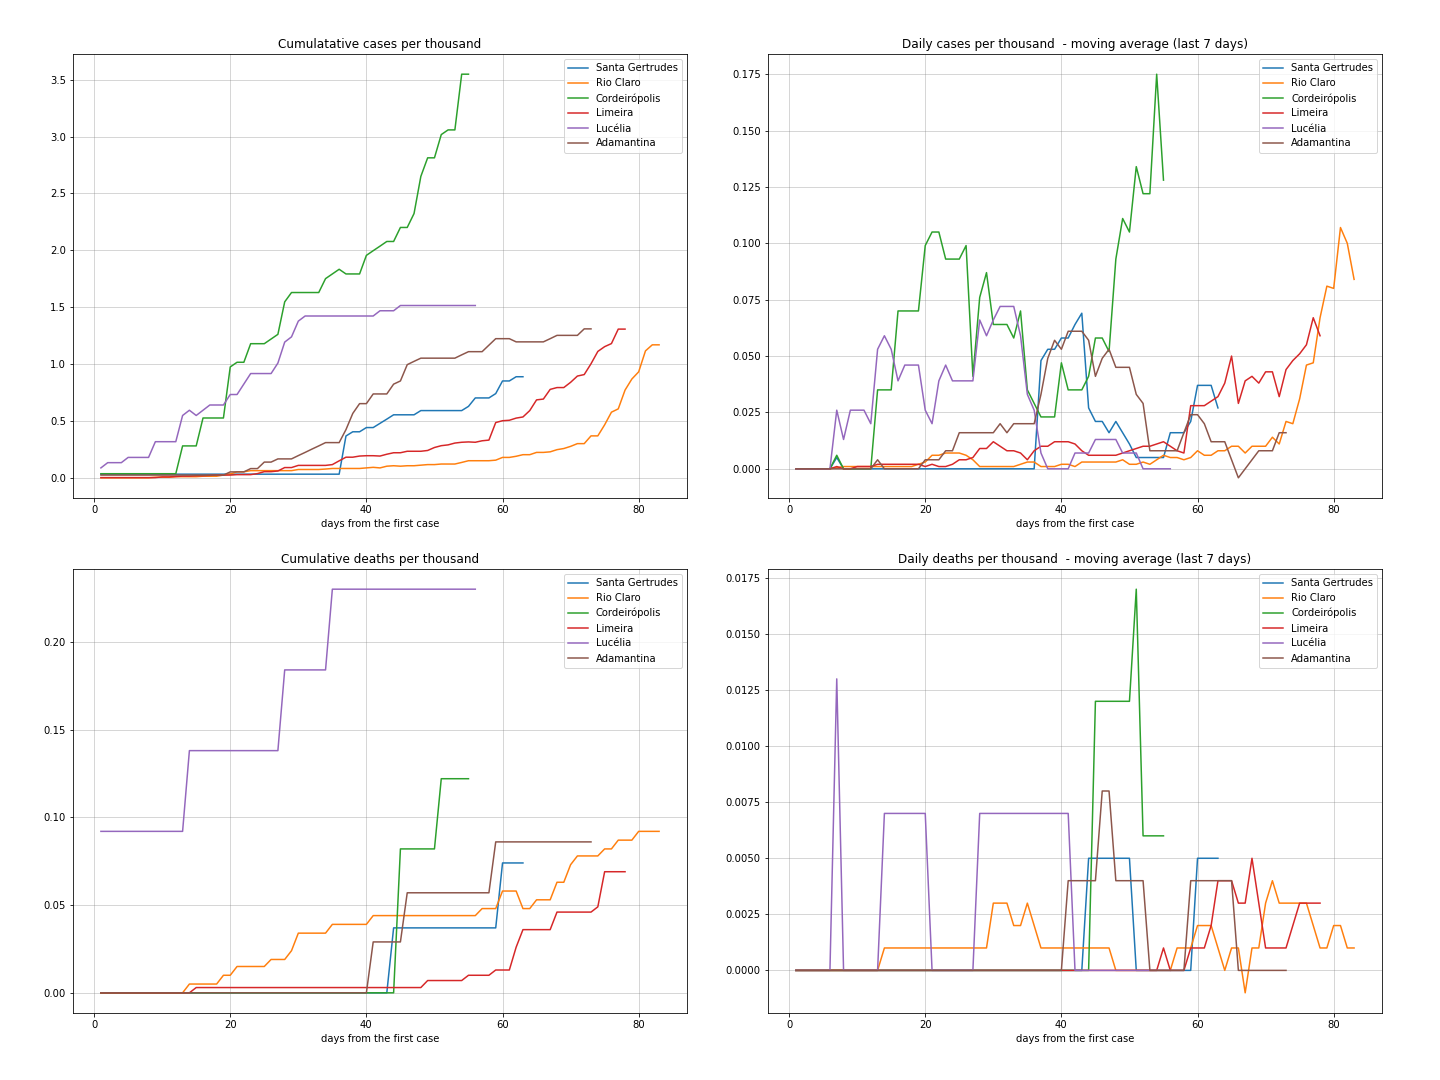 Cumulatative cases per thousand
3.5
3.0
2.5
2.0
1.5
1.0
0.5
0.0
0 20 40 60 80
days from the first case
Santa Gertrudes
Rio Claro
Cordeirópolis
Limeira
Lucélia
Adamantina
Daily cases per thousand - moving average (last 7 days)
0.175
0.150
0.125
0.100
0.075
0.050
0.025
0.000
0 20 40 60 80
days from the first case
Santa Gertrudes
Rio Claro
Cordeirópolis
Limeira
Lucélia
Adamantina
Cumulative deaths per thousand
0.20
0.15
0.10
0.05
0.00
0 20 40 60 80
days from the first case
Santa Gertrudes
Rio Claro
Cordeirópolis
Limeira
Lucélia
Adamantina
Daily deaths per thousand - moving average (last 7 days)
0.0175
0.0150
0.0125
0.0100
0.0075
0.0050
0.0025
0.0000
0 20 40 60 80
days from the first case
Santa Gertrudes
Rio Claro
Cordeirópolis
Limeira
Lucélia
Adamantina